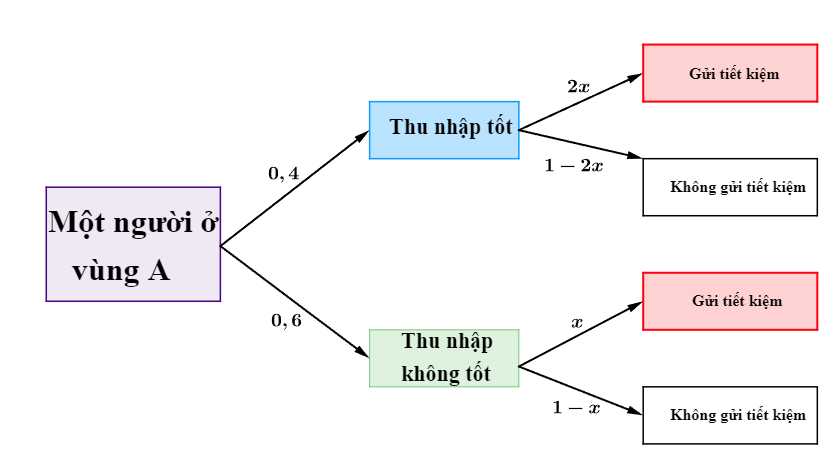 Một người ở
vùng A
0, 4
0, 6
Thu nhập tốt
Thu nhập
không tốt
2x
1 − 2x
x
1 − x
Gửi tiết kiệm
Không gửi tiết kiệm
Gửi tiết kiệm
Không gửi tiết kiệm